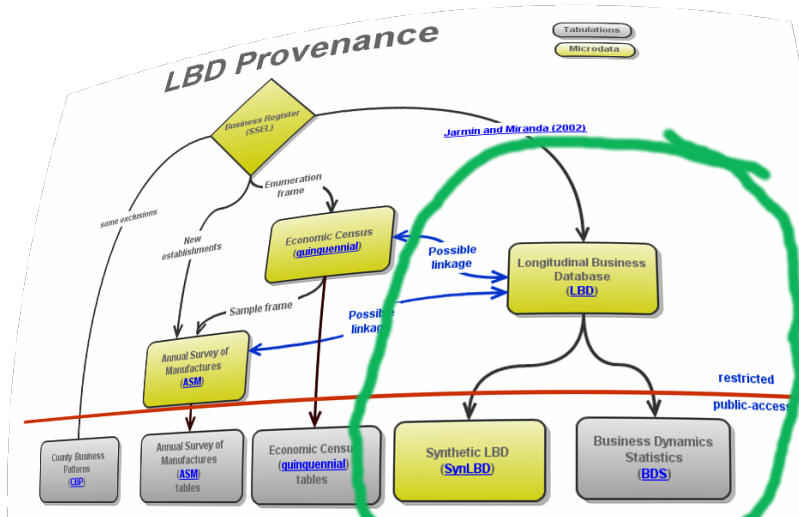 LBD Provenance
Tabulations
Microdata
Business Register
(SSEL)
Jarmin and Miranda (2002)
Enumeration
frame
some exclusions
New
establishments
Economic Census
(quinquennial)
Possible
linkage
Longitudinal Business
Database
(LBD)
Sample frame
Possible
linkage
Annual Survey of
Manufactures
(ASM)
restricted
public-access
County Business
Patterns
(CBP)
Annual Survey of
Manufactures
(ASM)
tables
Economic Census
(quinquennial)
tables
Synthetic LBD
(SynLBD)
Business Dynamics
Statistics
(BDS)